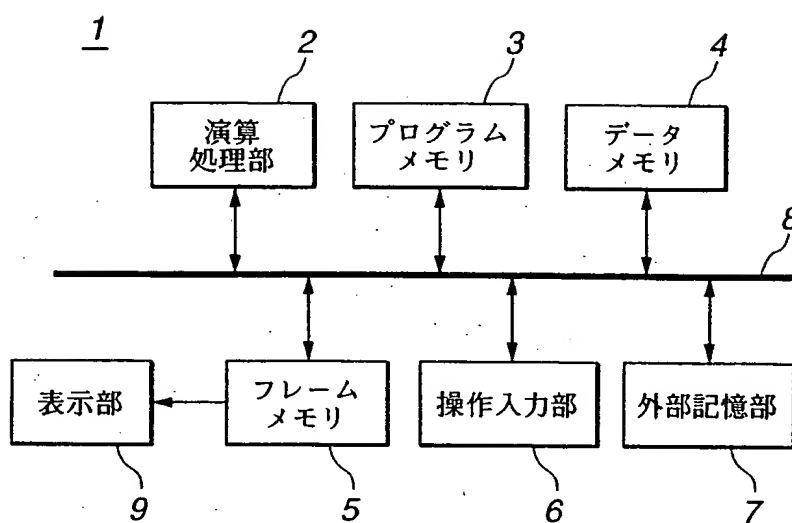 1
2
3
4
演算
処理部
プログラム
メモリ
データ
メモリ
8
表示部
フレーム
メモリ
操作入力部
外部記憶部
9
5
6
7